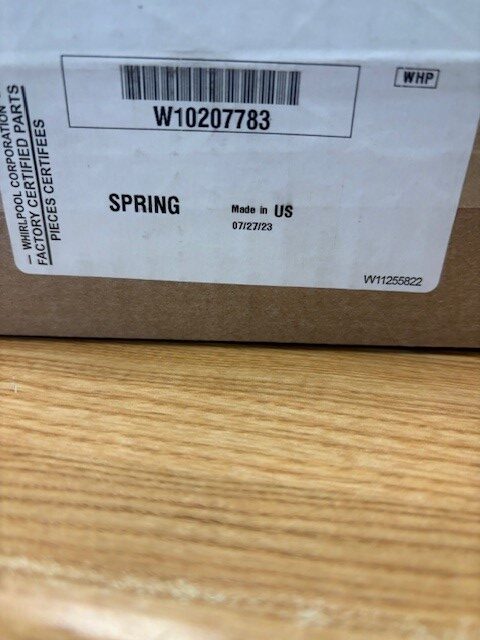 WHP
W10207783
– WHIRLPOOL CORPORATION
FACTORY CERTIFIED PARTS
PIECES CERTIFEES
SPRING
Made in US
07/27/23
W11255822